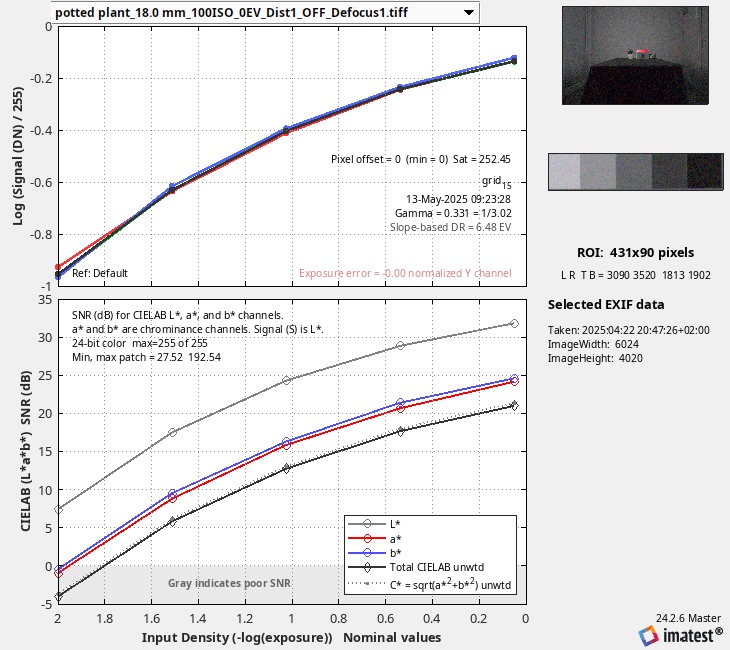 potted plant_18.0 mm_100ISO_0EV_Dist1_OFF_Defocus1.tiff
Log (Signal (DN) / 255)
0
-0.2
-0.4
-0.6
-0.8
-1
Pixel offset = 0 (min = 0) Sat = 252.45
grid_15
13-May-2025 09:23:28
Gamma = 0.331 = 1/3.02
Slope-based DR = 6.48 EV
Ref: Default
Exposure error = -0.00 normalized Y channel
CIELAB (L*a*b*) SNR (dB)
35
30
25
20
15
10
5
0
-5
SNR (dB) for CIELAB L*, a*, and b* channels.
a* and b* are chrominance channels. Signal (S) is L*.
24-bit color max=255 of 255
Min, max patch = 27.52 192.54
L*
a*
b*
Total CIELAB unwtd
C* = sqrt(a*²+b*²) unwtd
Gray indicates poor SNR
2 1.8 1.6 1.4 1.2 1 0.8 0.6 0.4 0.2 0
Input Density (-log(exposure)) Nominal values
ROI: 431x90 pixels
L R T B = 3090 3520 1813 1902
Selected EXIF data
Taken: 2025:04:22 20:47:26+02:00
ImageWidth: 6024
ImageHeight: 4020
24.2.6 Master
imatest®